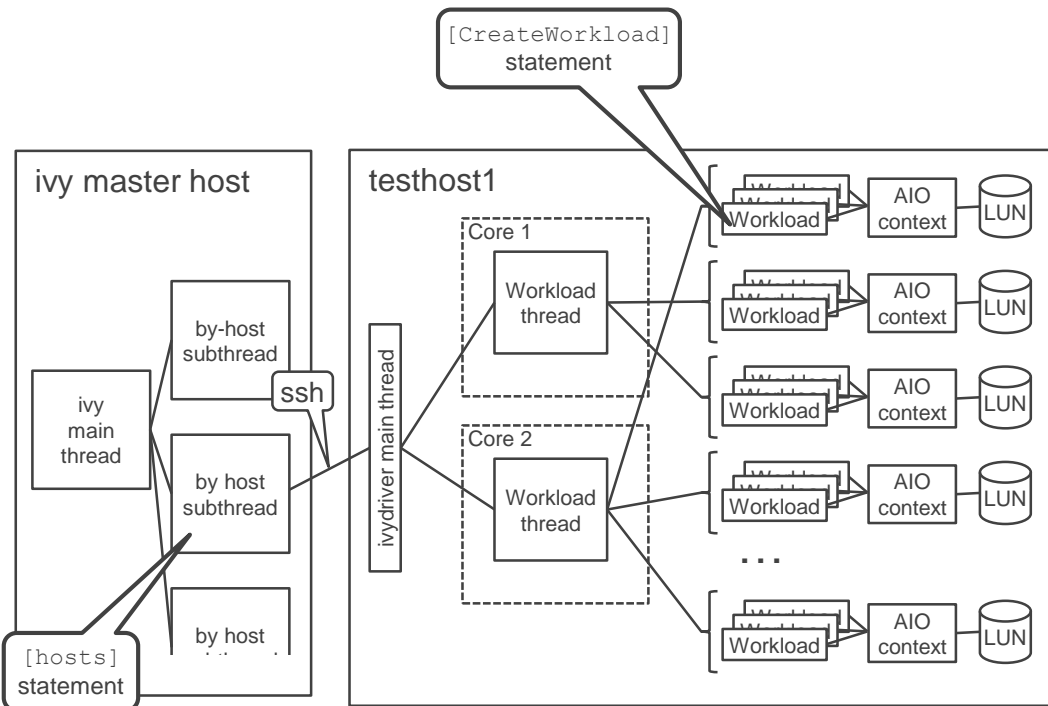 [CreateWorkload]
statement
ivy master host
by-host
subthread
ivy
main
thread
by host
subthread
by host
[hosts]
statement
ssh
testhost1
ivydriver main thread
Core 1
Workload
thread
Core 2
Workload
thread
Workload
AIO
context
LUN
Workload
AIO
context
LUN
Workload
AIO
context
LUN
Workload
AIO
context
LUN
...
Workload
AIO
context
LUN